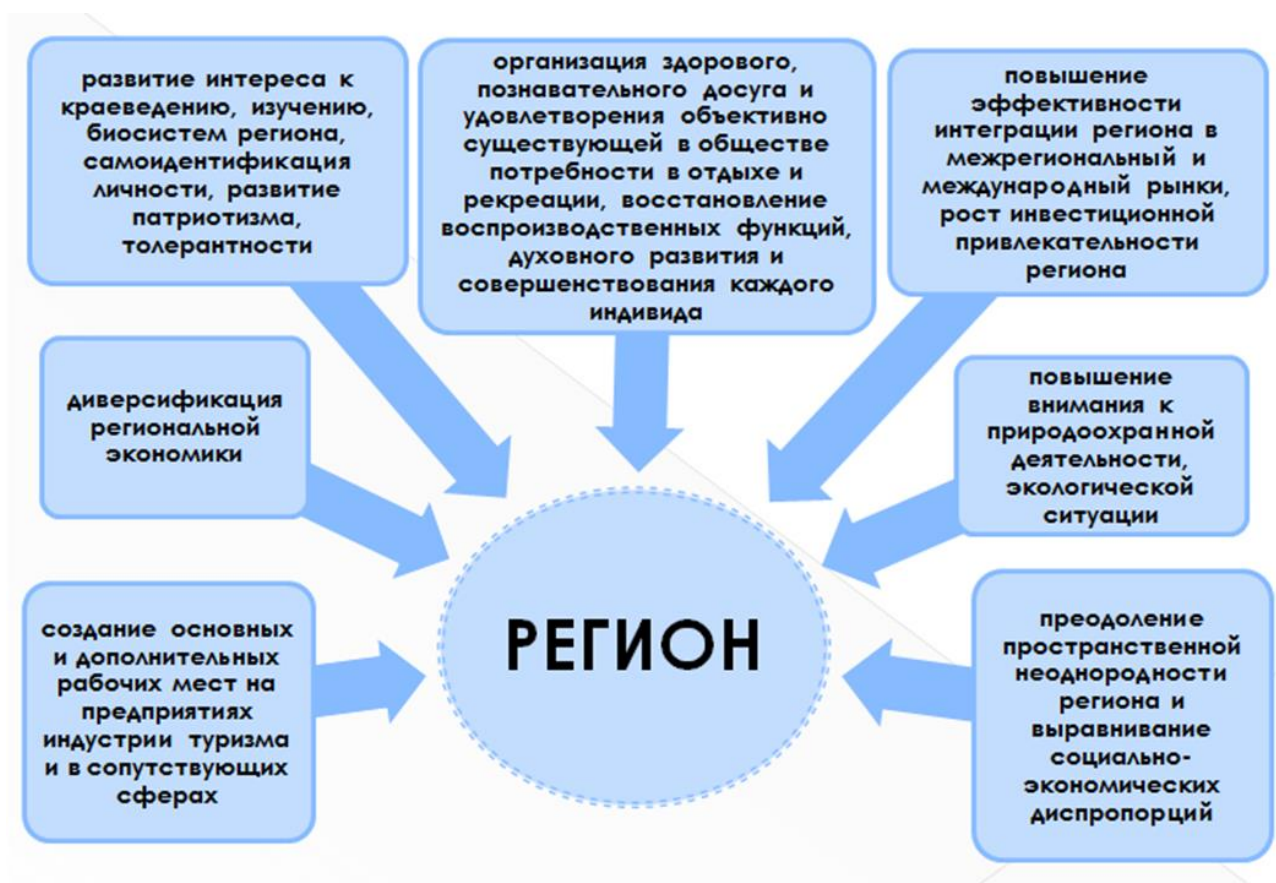 развитие интереса к
краеведению, изучению,
биосистем региона,
самоидентификация
личности, развитие
патриотизма,
толерантности
организация здорового,
познавательного досуга и
удовлетворения объективно
существующей в обществе
потребности в отдыхе и
рекреации, восстановление
воспроизводственных функций,
духовного развития и
совершенствования каждого
индивида
повышение
эффективности
интеграции региона в
межрегиональный и
международный рынки,
рост инвестиционной
привлекательности
региона
диверсификация
региональной
экономики
повышение
внимания к
природоохранной
деятельности,
экологической
ситуации
создание основных
и дополнительных
рабочих мест на
предприятиях
индустрии туризма
и в сопутствующих
сферах
РЕГИОН
преодоление
пространственной
неоднородности
региона и
выравнивание
социально-
экономических
диспропорций